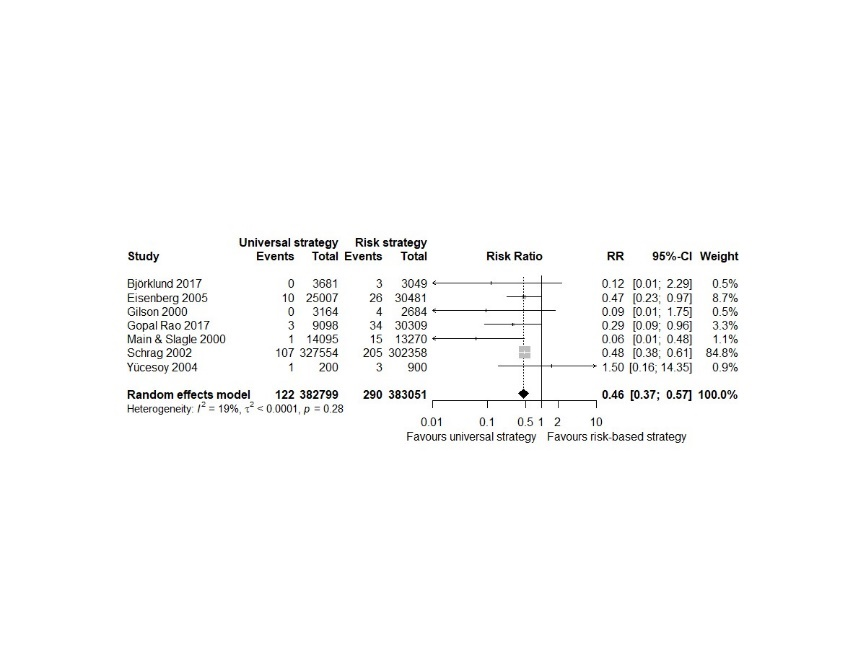 Universal strategy Risk strategy
Study Events Total Events Total Risk Ratio RR 95%-CI Weight
Björklund 2017 0 3681 3 3049 0.12 [0.01; 2.29] 0.5%
Eisenberg 2005 10 25007 26 30481 0.47 [0.23; 0.97] 8.7%
Gilson 2000 0 3164 4 2684 0.09 [0.01; 1.75] 0.5%
Gopal Rao 2017 3 9098 34 30309 0.29 [0.09; 0.96] 3.3%
Main & Slagle 2000 1 14095 15 13270 0.06 [0.01; 0.48] 1.1%
Schrag 2002 107 327554 205 302358 0.48 [0.38; 0.61] 84.8%
Yücesoy 2004 1 200 3 900 1.50 [0.16; 14.35] 0.9%
Random effects model 122 382799 290 383051 0.46 [0.37; 0.57] 100.0%
Heterogeneity: I² = 19%, τ² < 0.0001, p = 0.28
0.01 0.1 0.5 1 2 10
Favours universal strategy Favours risk-based strategy